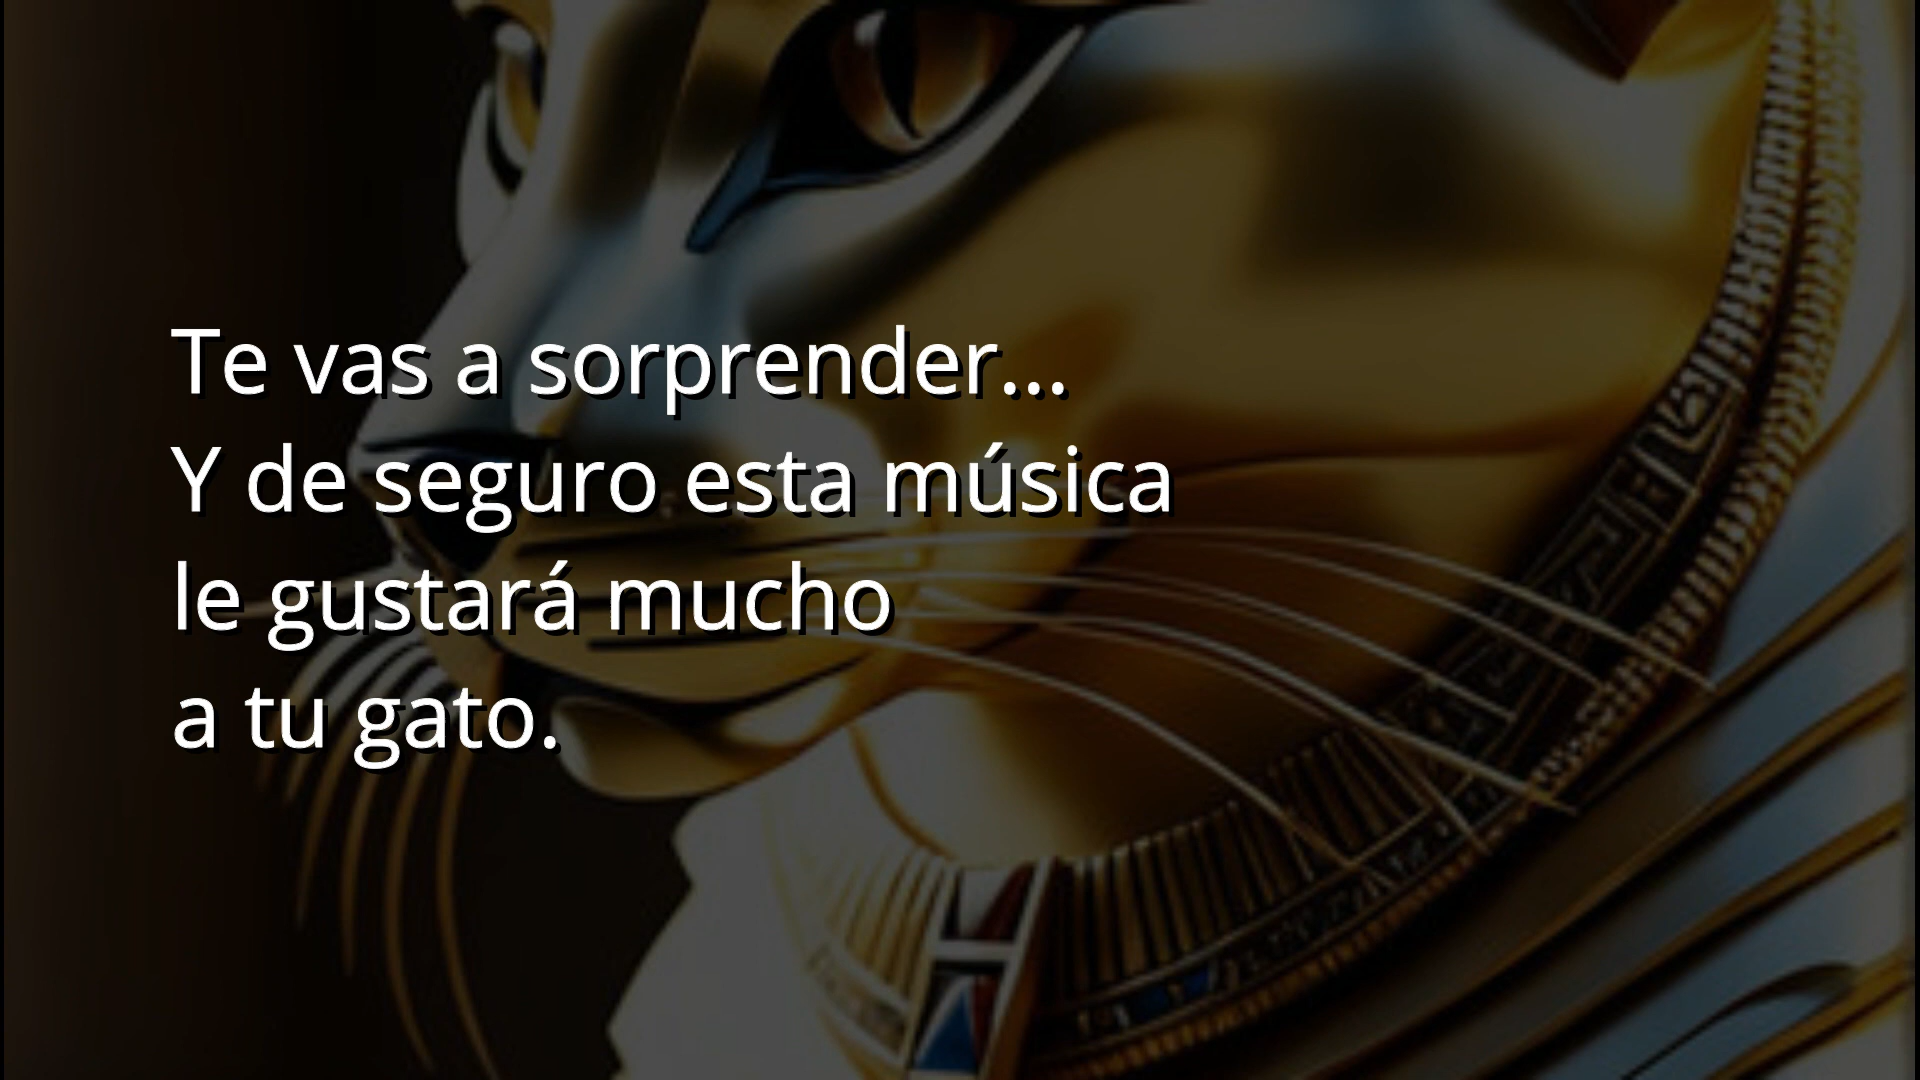 Te vas a sorprender...
Y de seguro esta música
le gustará mucho
a tu gato.